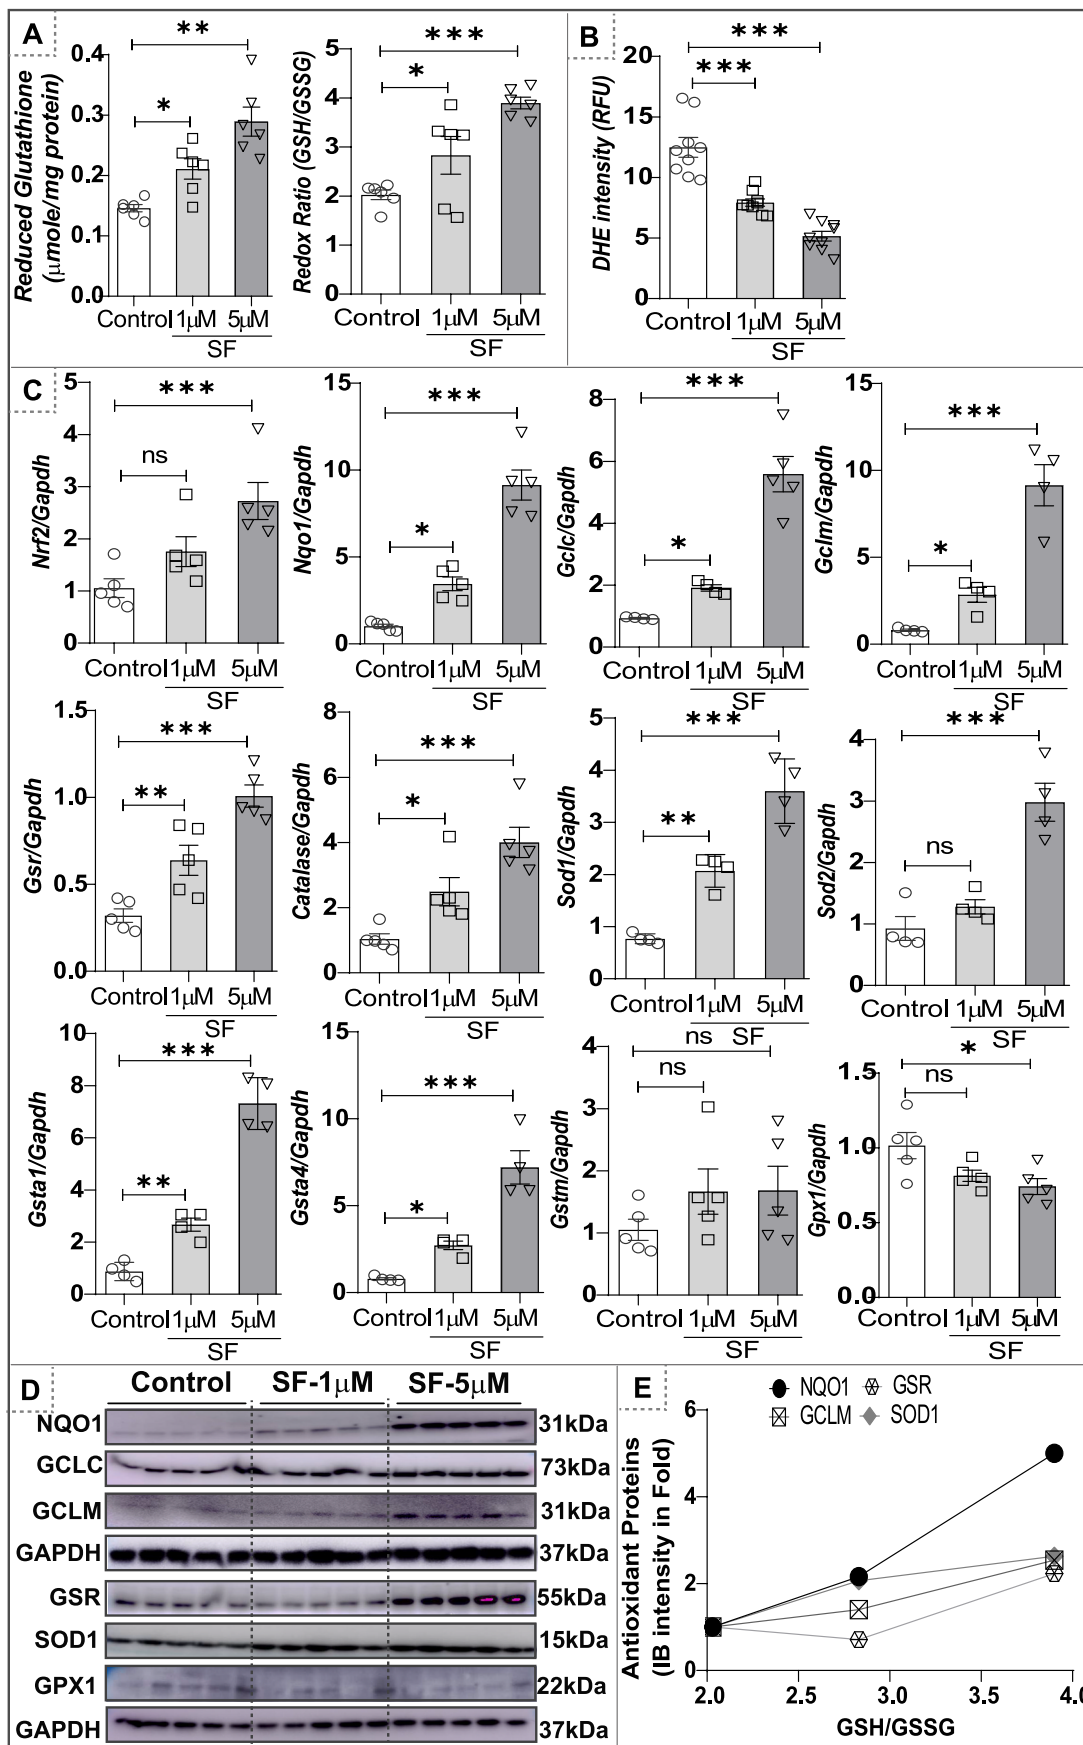 A
Reduced Glutathione
(μmole/mg protein)
0.4
0.3
0.2
0.1
0.0
**
*
Control 1μM 5μM
SF
Redox Ratio (GSH/GSSG)
5
4
3
2
1
0
***
*
Control 1μM 5μM
SF
B
DHE intensity (RFU)
20
15
10
5
0
***
***
Control 1μM 5μM
SF
C
Nrf2/Gapdh
5
4
3
2
1
0
***
ns
Control 1μM 5μM
SF
Nqo1/Gapdh
15
10
5
0
***
*
Control 1μM 5μM
SF
Gclc/Gapdh
8
6
4
2
0
***
*
Control 1μM 5μM
SF
Gclm/Gapdh
15
10
5
0
***
*
Control 1μM 5μM
SF
Gsr/Gapdh
1.5
1.0
0.5
0.0
***
**
Control 1μM 5μM
SF
Catalase/Gapdh
8
6
4
2
0
***
*
Control 1μM 5μM
SF
Sod1/Gapdh
5
4
3
2
1
0
***
**
Control 1μM 5μM
SF
Sod2/Gapdh
4
3
2
1
0
***
ns
Control 1μM 5μM
SF
Gsta1/Gapdh
10
8
6
4
2
0
***
**
Control 1μM 5μM
SF
Gsta4/Gapdh
15
10
5
0
***
*
Control 1μM 5μM
SF
Gstm/Gapdh
4
3
2
1
0
ns
ns
Control 1μM 5μM
SF
Gpx1/Gapdh
1.5
1.0
0.5
0.0
*
ns
Control 1μM 5μM
SF
D
Control SF-1μM SF-5μM
NQO1 31kDa
GCLC 73kDa
GCLM 31kDa
GAPDH 37kDa
GSR 55kDa
SOD1 15kDa
GPX1 22kDa
GAPDH 37kDa
E
NQO1 GSR
GCLM SOD1
Antioxidant Proteins
(IB intensity in Fold)
6
5
4
2
1
0
2.0 2.5 3.0 3.5 4.0
GSH/GSSG